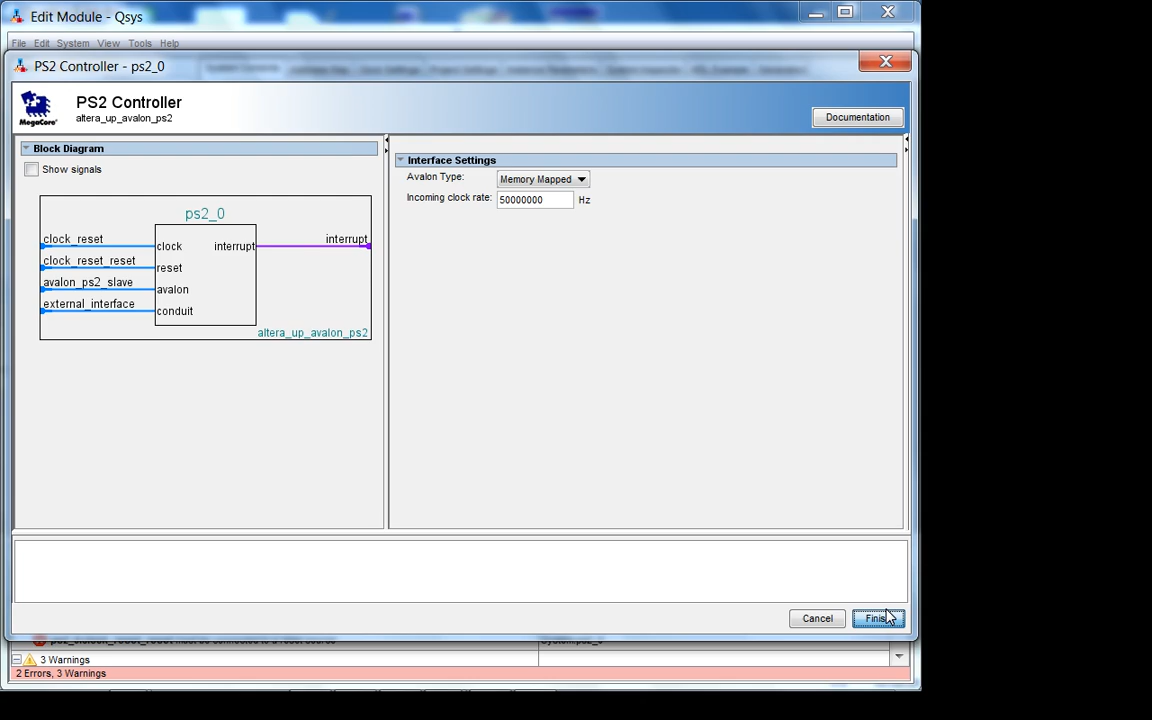 Edit Module - Qsys
File Edit System View Tools Help
PS2 Controller - ps2_0
MegaCore
PS2 Controller
altera_up_avalon_ps2
Documentation
Block Diagram
Show signals
ps2_0
clock_reset
clock
interrupt
interrupt
clock_reset_reset
reset
avalon_ps2_slave
avalon
external_interface
conduit
altera_up_avalon_ps2
Interface Settings
Avalon Type: Memory Mapped
Incoming clock rate: 50000000 Hz
Cancel
3 Warnings
2 Errors, 3 Warnings